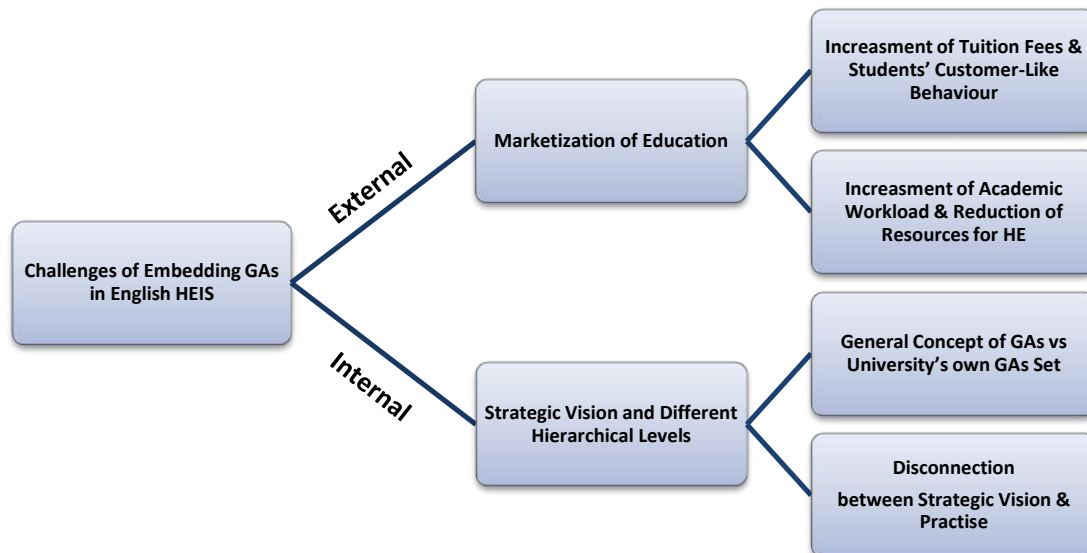 Increasment of Tuition Fees &
Students’ Customer-Like
Behaviour
Marketization of Education
External
Increasment of Academic
Workload & Reduction of
Resources for HE
Challenges of Embedding GAs
in English HEIS
General Concept of GAs vs
University’s own GAs Set
Internal
Strategic Vision and Different
Hierarchical Levels
Disconnection
between Strategic Vision &
Practise